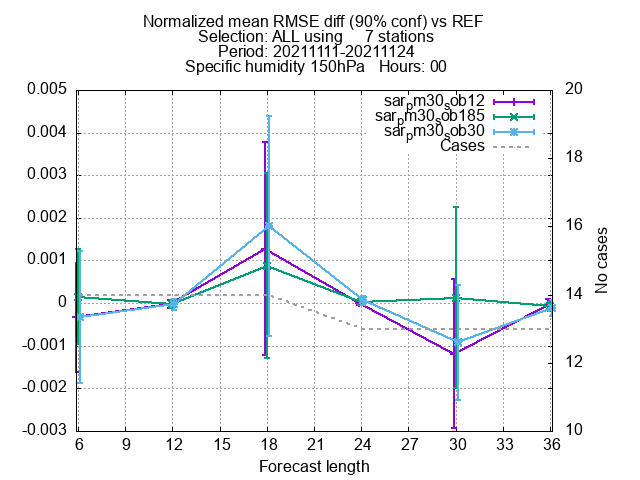 Normalized mean RMSE diff (90% conf) vs REF
Selection: ALL using     7 stations
Period: 20211111-20211124
Specific humidity 150hPa   Hours: 00
sar_pm30_sob12
sar_pm30_sob185
sar_pm30_sob30
Cases
0.005
0.004
0.003
0.002
0.001
0
-0.001
-0.002
-0.003
20
18
16
14
12
10
No cases
6 9 12 15 18 21 24 27 30 33 36
Forecast length